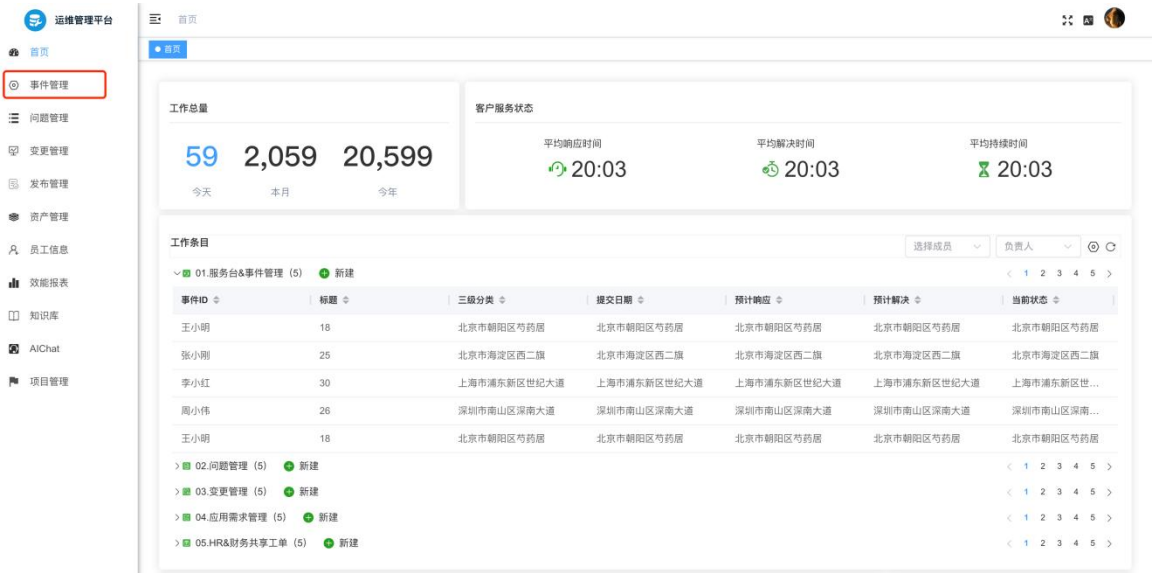 运维管理平台
首页
首页
首页
事件管理
问题管理
变更管理
发布管理
资产管理
员工信息
效能报表
知识库
AIChat
项目管理
工作总量
59 2,059 20,599
今天 本月 今年
客户服务状态
平均响应时间 平均解决时间 平均持续时间
20:03 20:03 20:03
工作条目 选择成员 负责人
01.服务台&事件管理（5） 新建 1 2 3 4 5
事件ID 标题 三级分类 提交日期 预计响应 预计解决 当前状态
王小明 18 北京市朝阳区芍药居 北京市朝阳区芍药居 北京市朝阳区芍药居 北京市朝阳区芍药居 北京市朝阳区芍药居
张小刚 25 北京市海淀区西二旗 北京市海淀区西二旗 北京市海淀区西二旗 北京市海淀区西二旗 北京市海淀区西二旗
李小红 30 上海市浦东新区世纪大道 上海市浦东新区世纪大道 上海市浦东新区世纪大道 上海市浦东新区世纪大道 上海市浦东新区世...
周小伟 26 深圳市南山区深南大道 深圳市南山区深南大道 深圳市南山区深南大道 深圳市南山区深南大道 深圳市南山区深南...
王小明 18 北京市朝阳区芍药居 北京市朝阳区芍药居 北京市朝阳区芍药居 北京市朝阳区芍药居 北京市朝阳区芍药居
02.问题管理（5） 新建 1 2 3 4 5
03.变更管理（5） 新建 1 2 3 4 5
04.应用需求管理（5） 新建 1 2 3 4 5
05.HR&财务共享工单（5） 新建 1 2 3 4 5